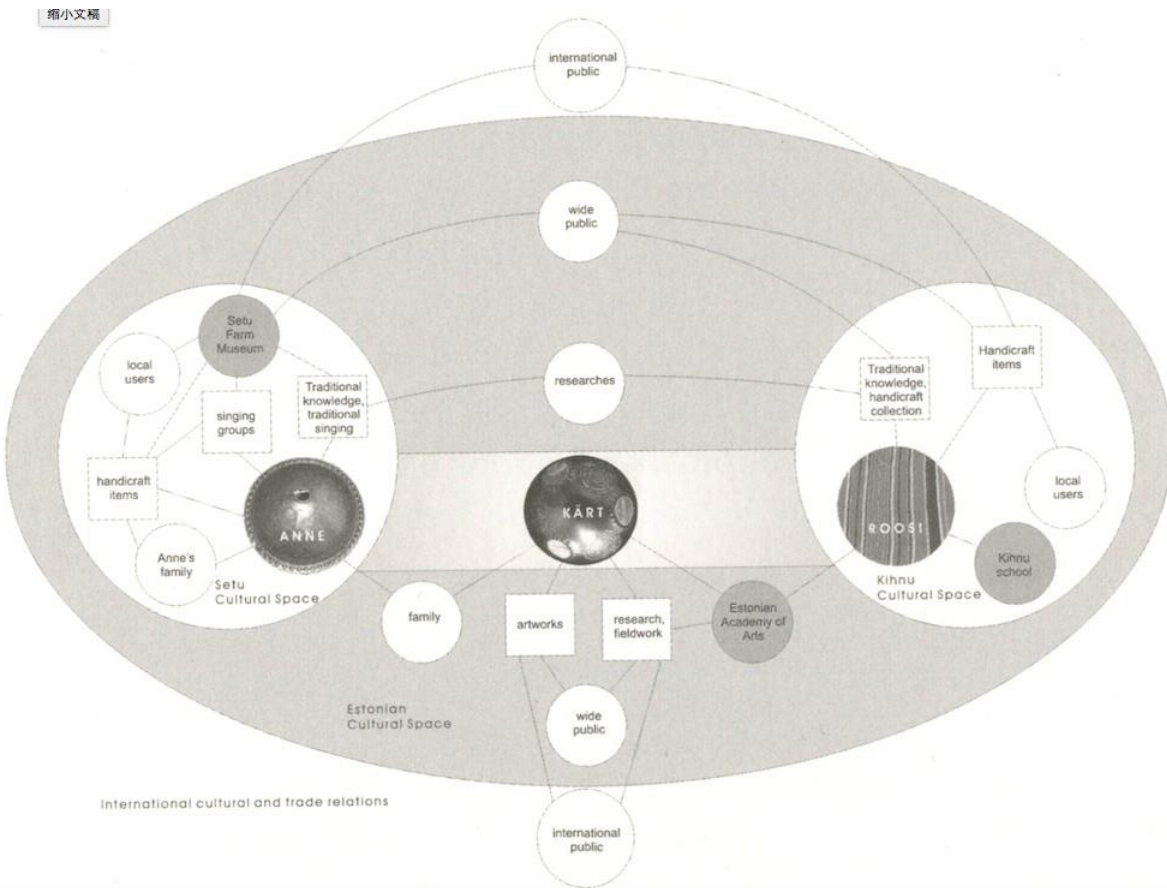 缩小文稿
international
public
wide
public
Setu
Farm
Museum
local
users
Handicraft
items
researches
Traditional
knowledge,
handicraft
collection
Traditional
knowledge,
traditional
singing
singing
groups
handicraft
items
local
users
ANNE
KÄRT
ROOSI
Anne's
family
Setu
Cultural Space
Kihnu
school
Kihnu
Cultural Space
family
artworks
research,
fieldwork
Estonian
Academy of
Arts
Estonian
Cultural Space
wide
public
International cultural and trade relations
international
public